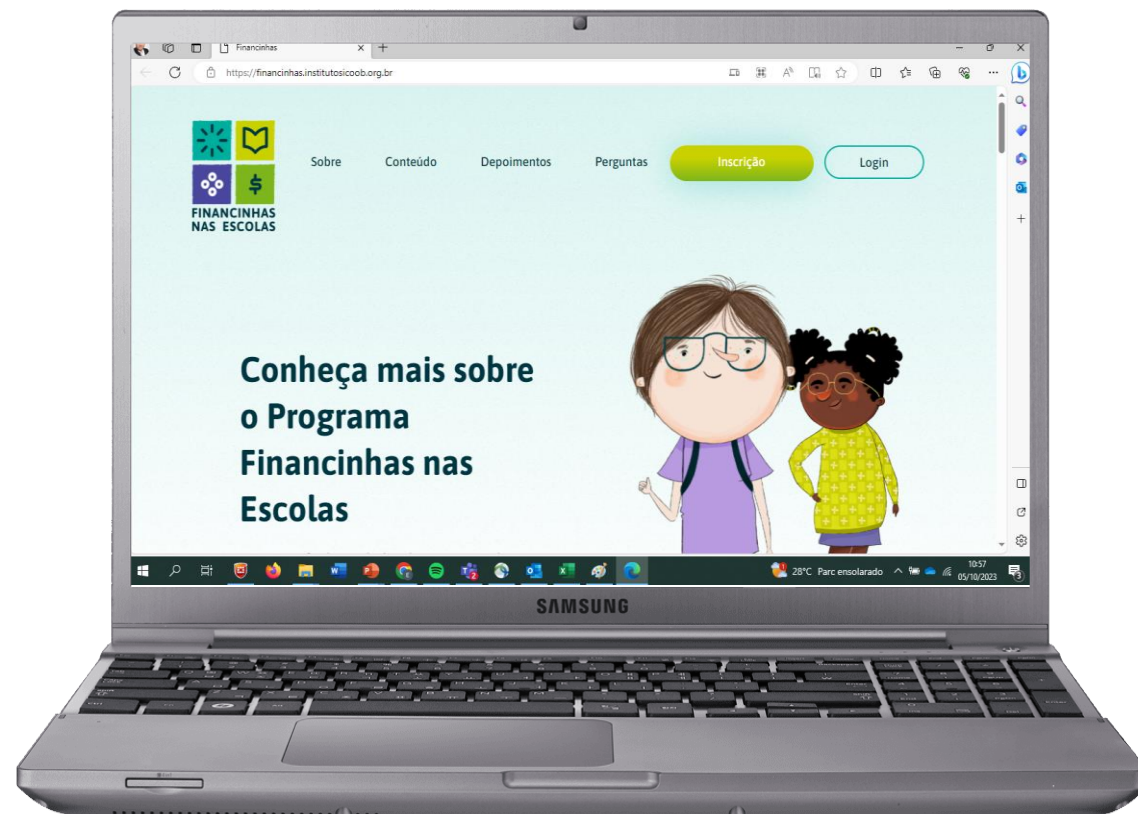 Financinhas
https://financinhas.institutosicoob.org.br
FINANCINHAS
NAS ESCOLAS
Sobre
Conteúdo
Depoimentos
Perguntas
Inscrição
Login
Conheça mais sobre
o Programa
Financinhas nas
Escolas
28°C Parc ensolarado
10:57
05/10/2023
3
SAMSUNG